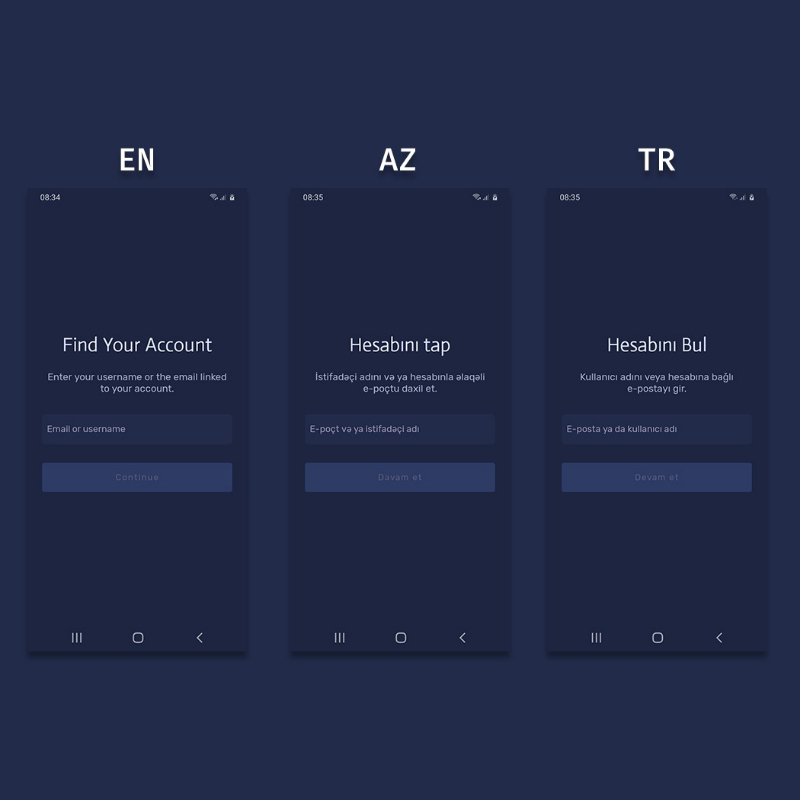 EN
08:34
Find Your Account
Enter your username or the email linked
to your account.
Email or username
Continue
AZ
08:35
Hesabını tap
İstifadəçi adını və ya hesabınla əlaqəli
e-poçtu daxil et.
E-poçt və ya istifadəçi adı
Davam et
TR
08:35
Hesabını Bul
Kullanıcı adını veya hesabına bağlı
e-postayı gir.
E-posta ya da kullanıcı adı
Devam et